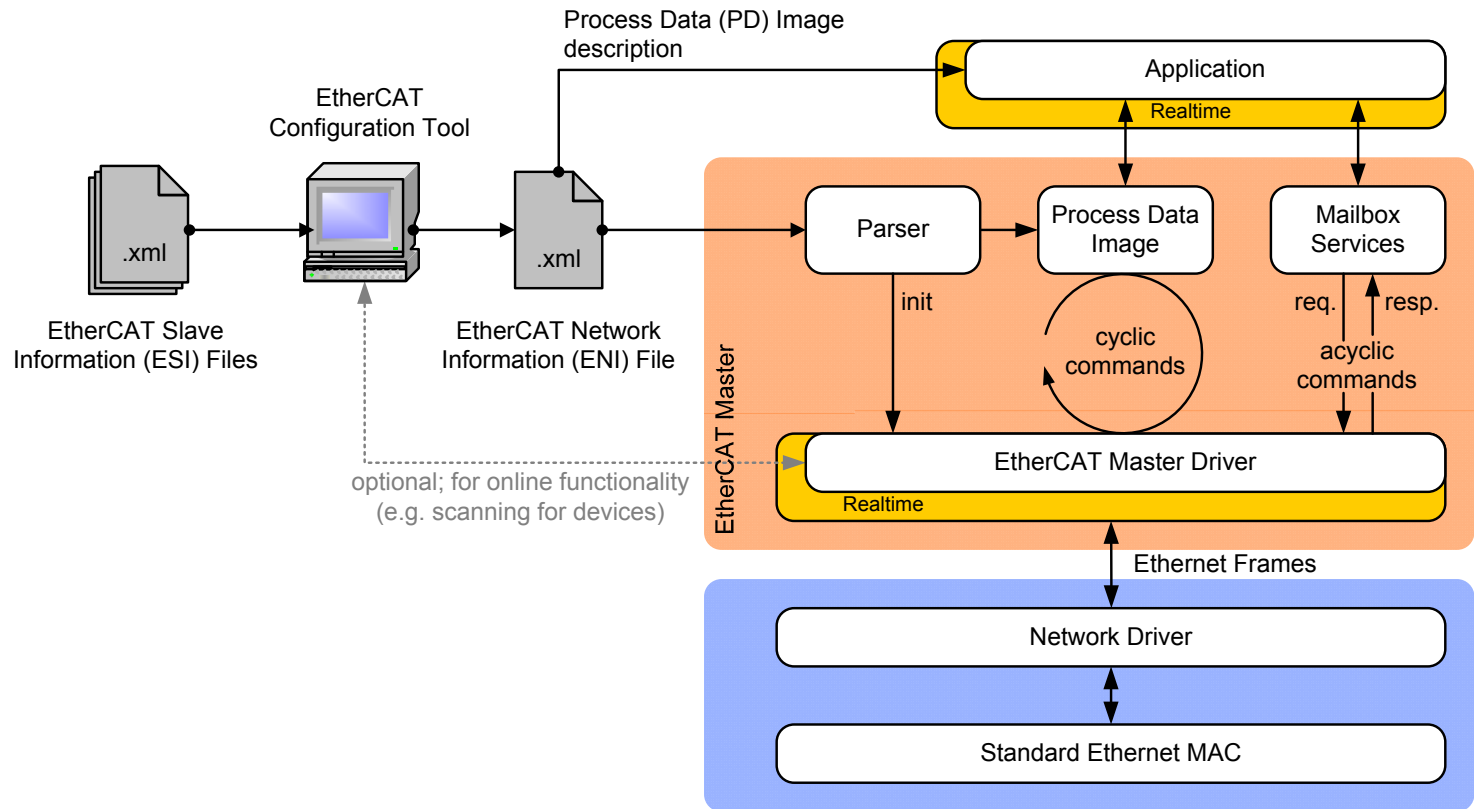 Process Data (PD) Image
description
Application
Realtime
EtherCAT
Configuration Tool
.xml
.xml
EtherCAT Slave
Information (ESI) Files
EtherCAT Network
Information (ENI) File
Parser
Process Data
Image
Mailbox
Services
init
req.
resp.
cyclic
commands
acyclic
commands
EtherCAT Master
EtherCAT Master Driver
Realtime
optional; for online functionality
(e.g. scanning for devices)
Ethernet Frames
Network Driver
Standard Ethernet MAC